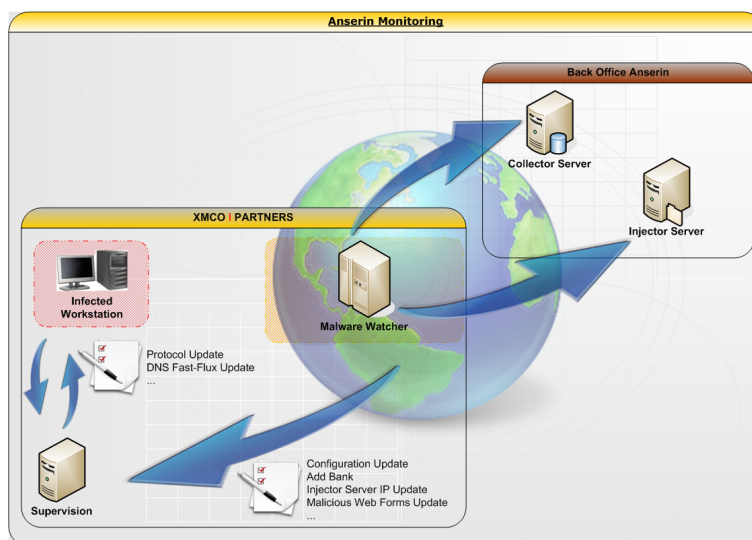 Anserin Monitoring
Back Office Anserin
Collector Server
Injector Server
XMCO | PARTNERS
Infected
Workstation
Malware Watcher
Protocol Update
DNS Fast-Flux Update
...
Configuration Update
Add Bank
Injector Server IP Update
Malicious Web Forms Update
...
Supervision